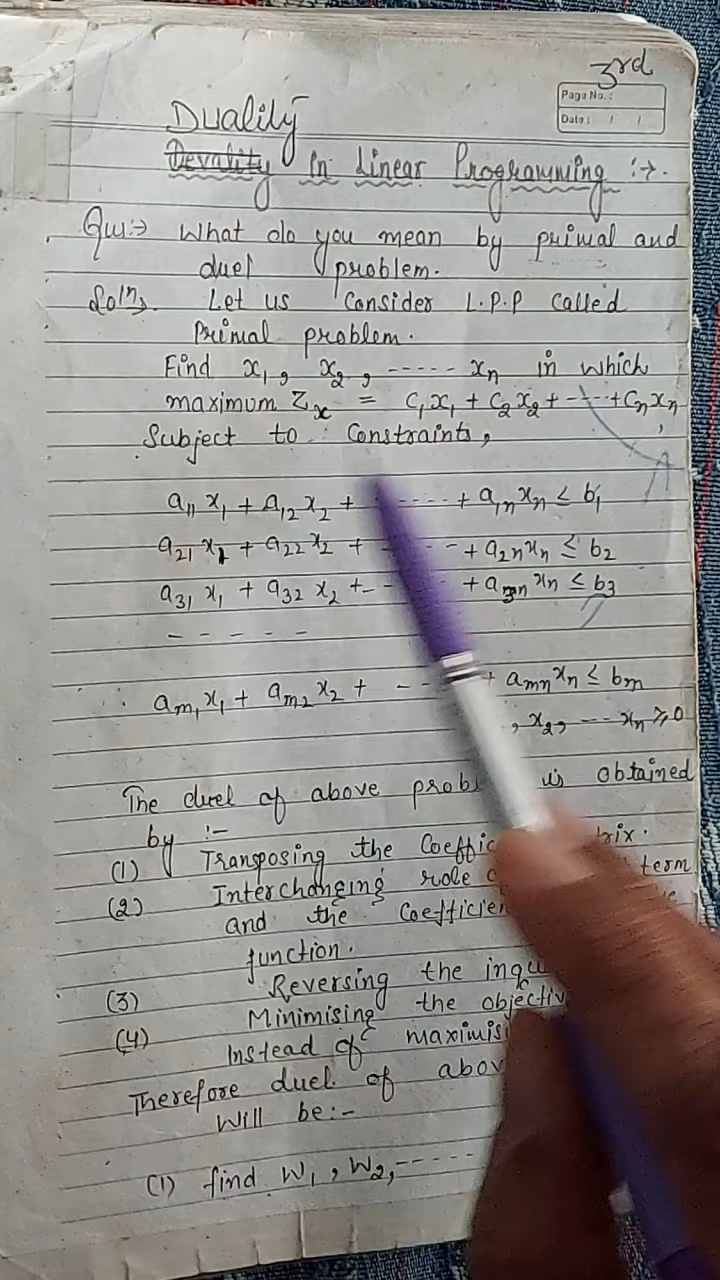 3rd
Page No.:
Date: / /
Duality
Devality in Linear Programming :→.
Qu:→ What do you mean by primal and
duel problem.
Soln→. Let us Consider L.P.P called
Primal problem.
Find x₁, x₂, ----- xₙ in which
maximum Zₓ = C₁x₁ + C₂x₂ + ----- + Cₙxₙ,
Subject to Constraints,
a₁₁ x₁ + a₁₂ x₂ + ---- + a₁ₙ xₙ ≤ b₁
a₂₁ x₁ + a₂₂ x₂ + - -- + a₂ₙ xₙ ≤ b₂
a₃₁ x₁ + a₃₂ x₂ + -- - + a₃ₙ xₙ ≤ b₃
- - - - -
aₘ₁ x₁ + aₘ₂ x₂ + -- - + aₘₙ xₙ ≤ bₘ
, x₂, --- xₙ ≥ 0
The duel of above prob is obtained
by :-
(1) Transposing the Coeffic rix.
(2) Interchanging role term
and the Coefficien
function.
(3) Reversing the inqu
(4) Minimising the objectiv
Instead of maximisi
Therefore duel of abov
Will be:-
(1) find W₁, W₂, -----